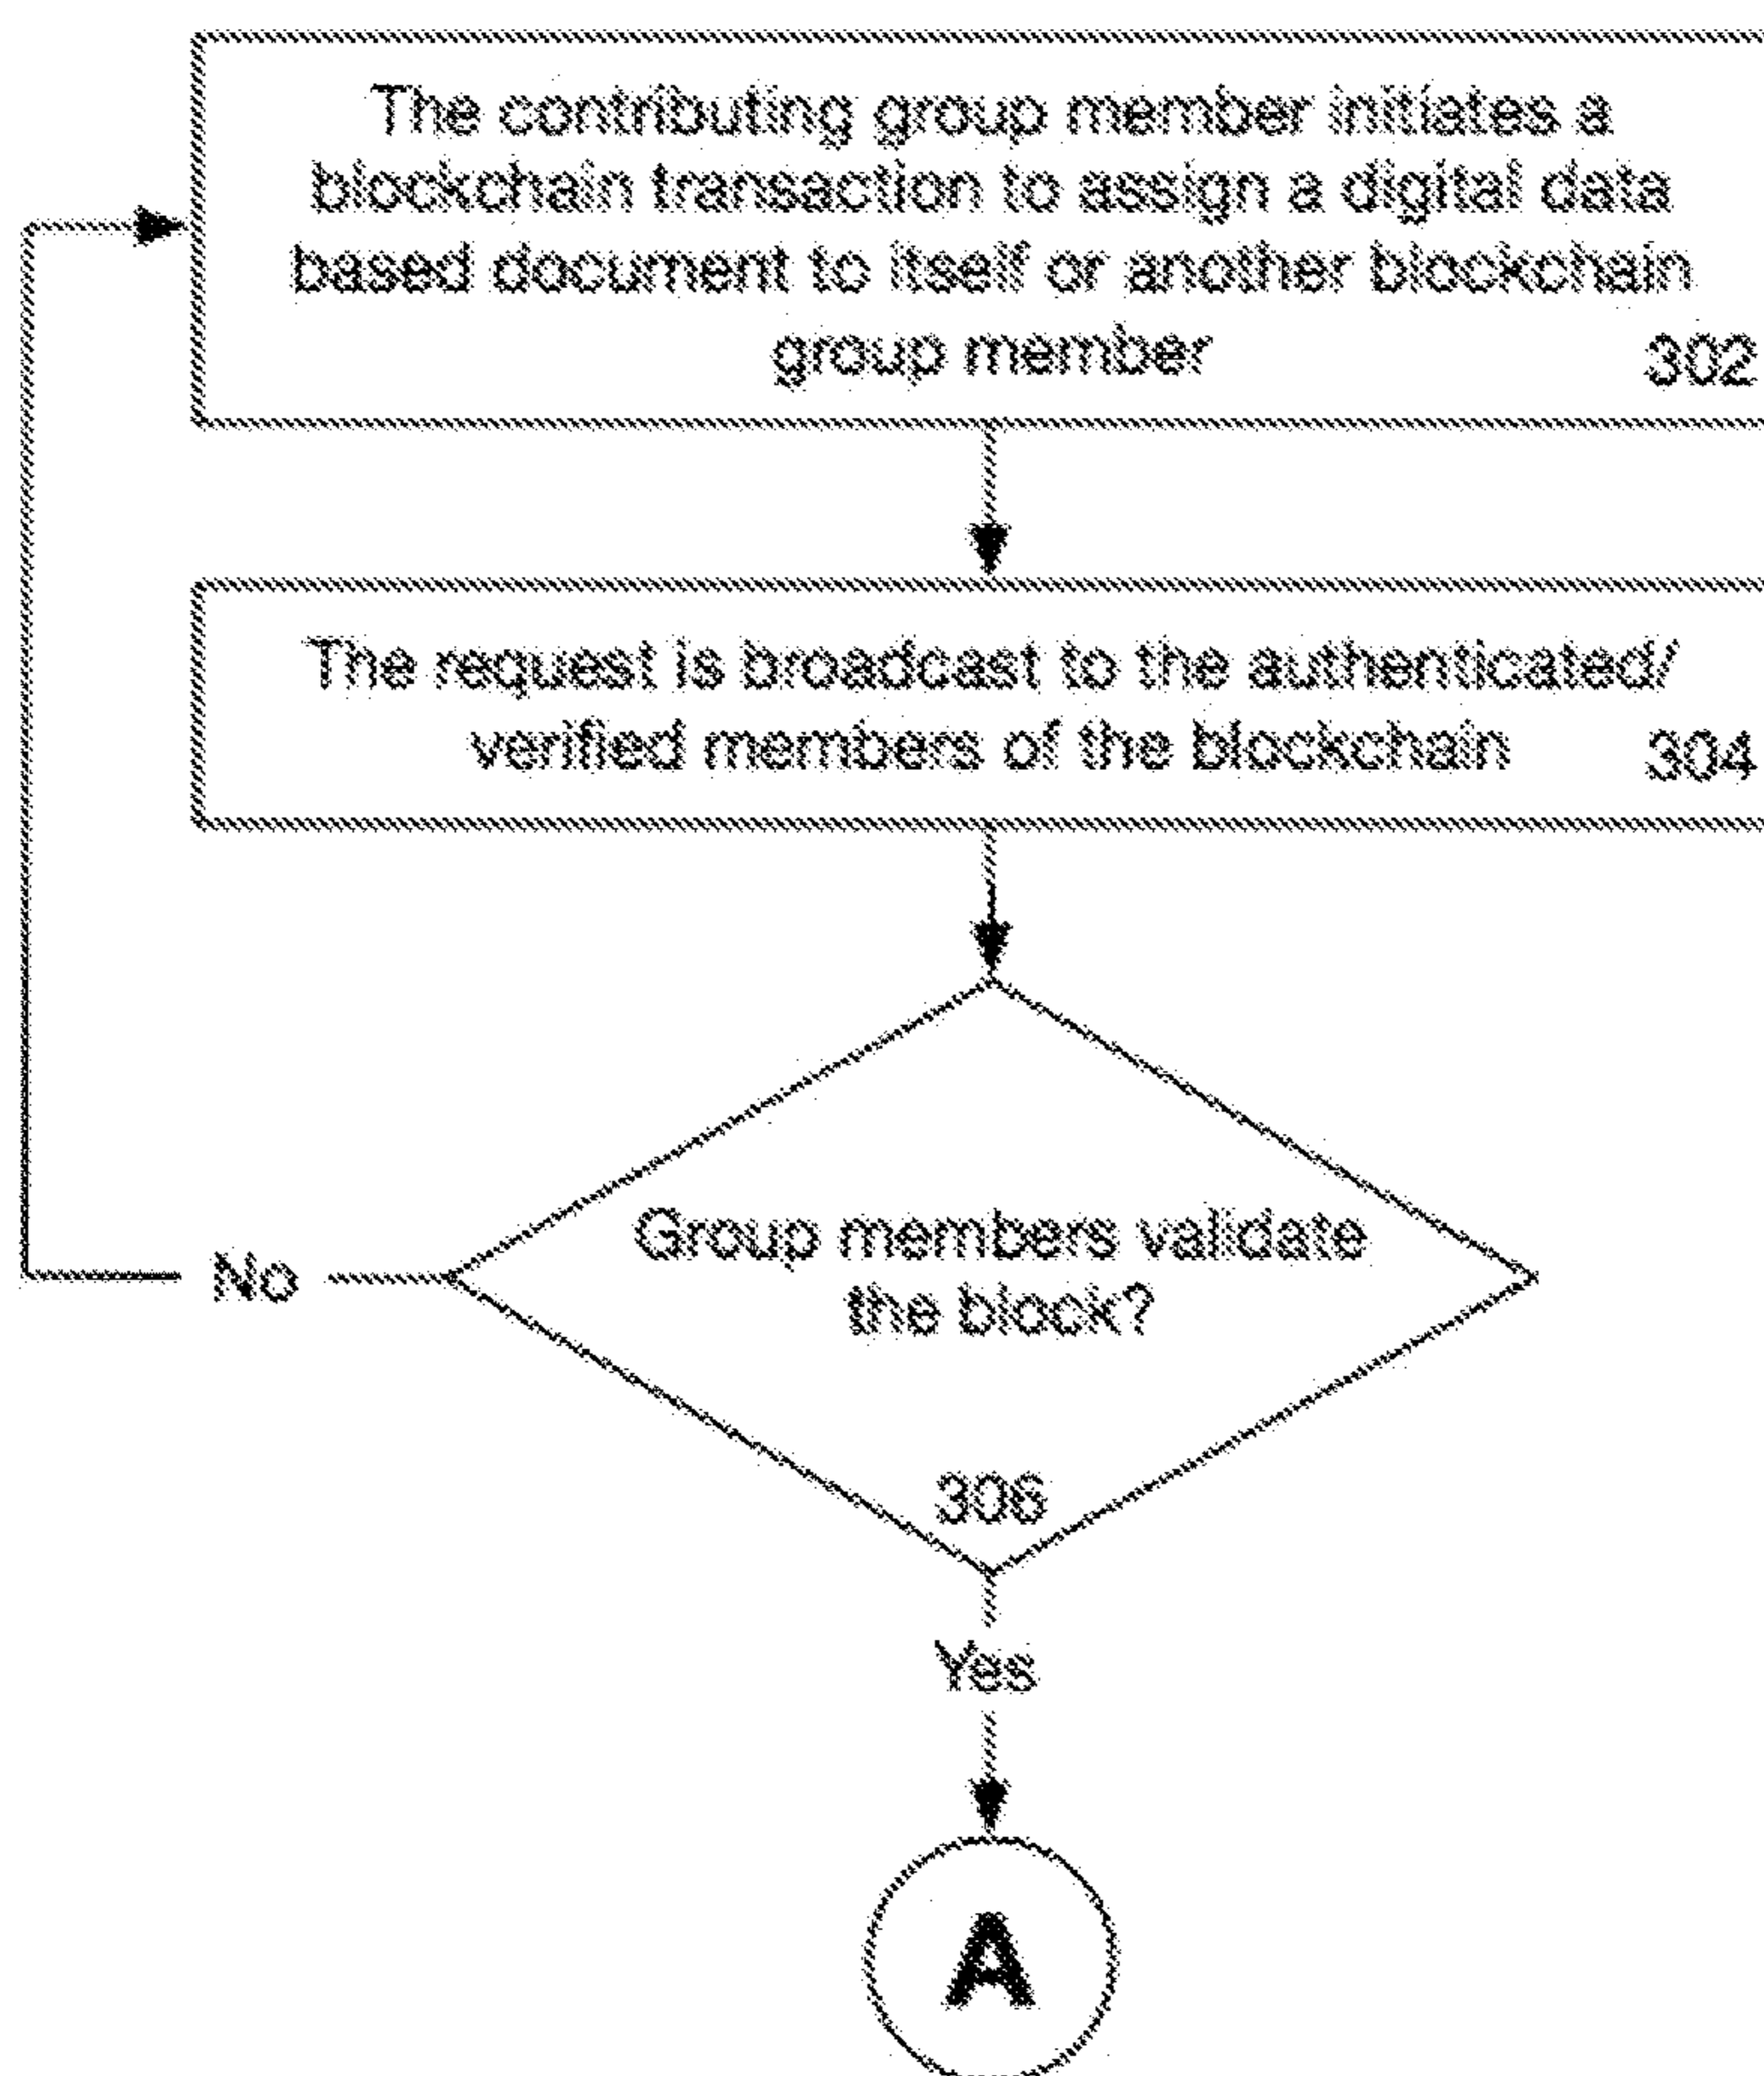 The contributing group member initiates a
blockchain transaction to assign a digital data
based document to itself or another blockchain
group member
302
The request is broadcast to the authenticated/
verified members of the blockchain
304
Group members validate
the block?
306
No
Yes
A